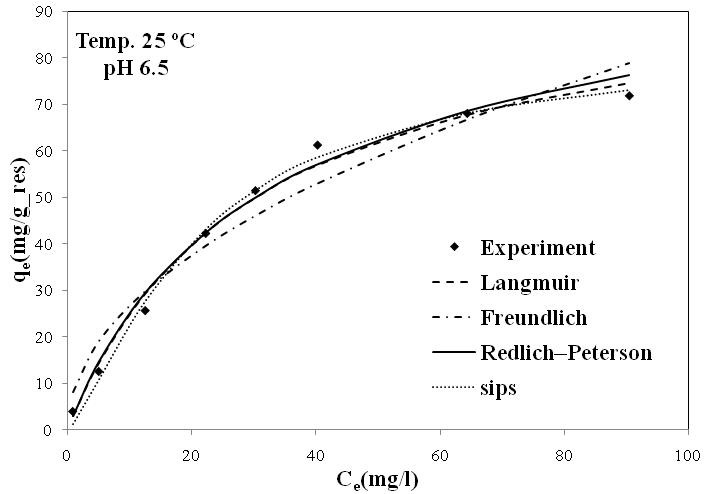 90
80
70
60
50
40
30
20
10
0
qe(mg/g_res)
Temp. 25 ºC
pH 6.5
Experiment
Langmuir
Freundlich
Redlich–Peterson
sips
0 20 40 60 80 100
Ce(mg/l)